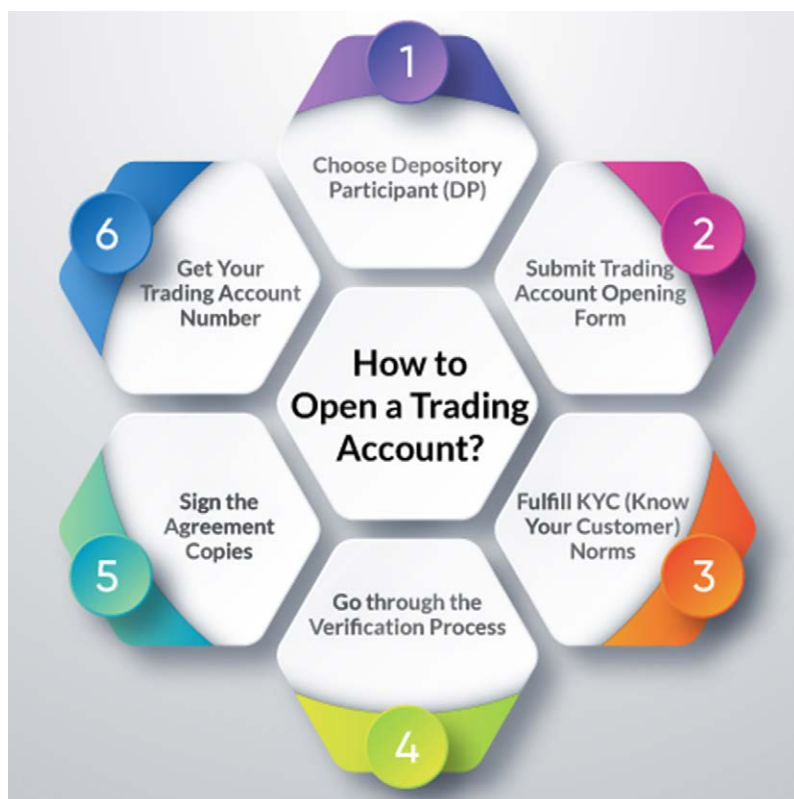 How to
Open a Trading
Account?
1
Choose Depository
Participant (DP)
2
Submit Trading
Account Opening
Form
3
Fulfill KYC (Know
Your Customer)
Norms
4
Go through the
Verification Process
5
Sign the
Agreement
Copies
6
Get Your
Trading Account
Number